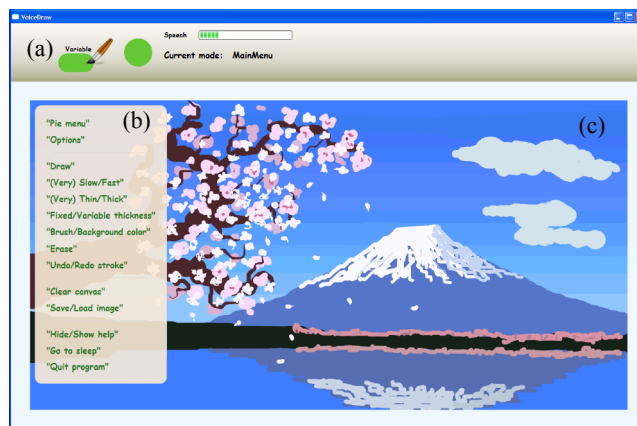 VoiceDraw
(a)
Variable
Speech
Current mode: MainMenu
(b)
(c)
"Pie menu"
"Options"
"Draw"
"(Very) Slow/Fast"
"(Very) Thin/Thick"
"Fixed/Variable thickness"
"Brush/Background color"
"Erase"
"Undo/Redo stroke"
"Clear canvas"
"Save/Load image"
"Hide/Show help"
"Go to sleep"
"Quit program"